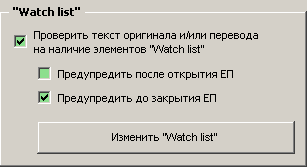 "Watch list"
Проверить текст оригинала и/или перевода
на наличие элементов "Watch list"
Предупредить после открытия ЕП
Предупредить до закрытия ЕП
Изменить "Watch list"